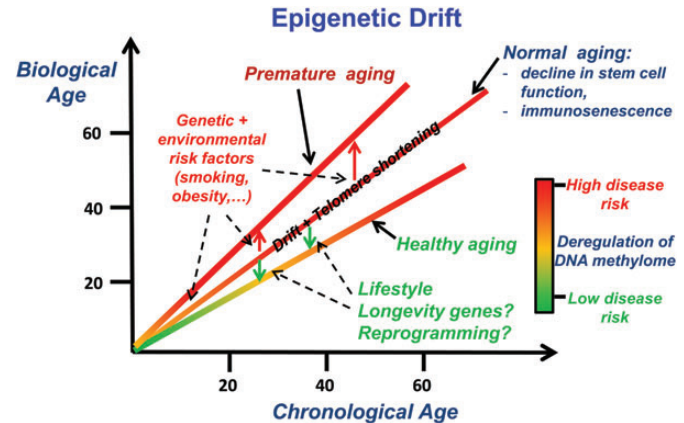 Epigenetic Drift
Biological
Age
Premature aging
Normal aging:
- decline in stem cell
function,
- immunosenescence
Genetic +
environmental
risk factors
(smoking,
obesity,...)
Drift + Telomere shortening
Healthy aging
Lifestyle
Longevity genes?
Reprogramming?
High disease
risk
Deregulation of
DNA methylome
Low disease
risk
60
40
20
20
40
60
Chronological Age